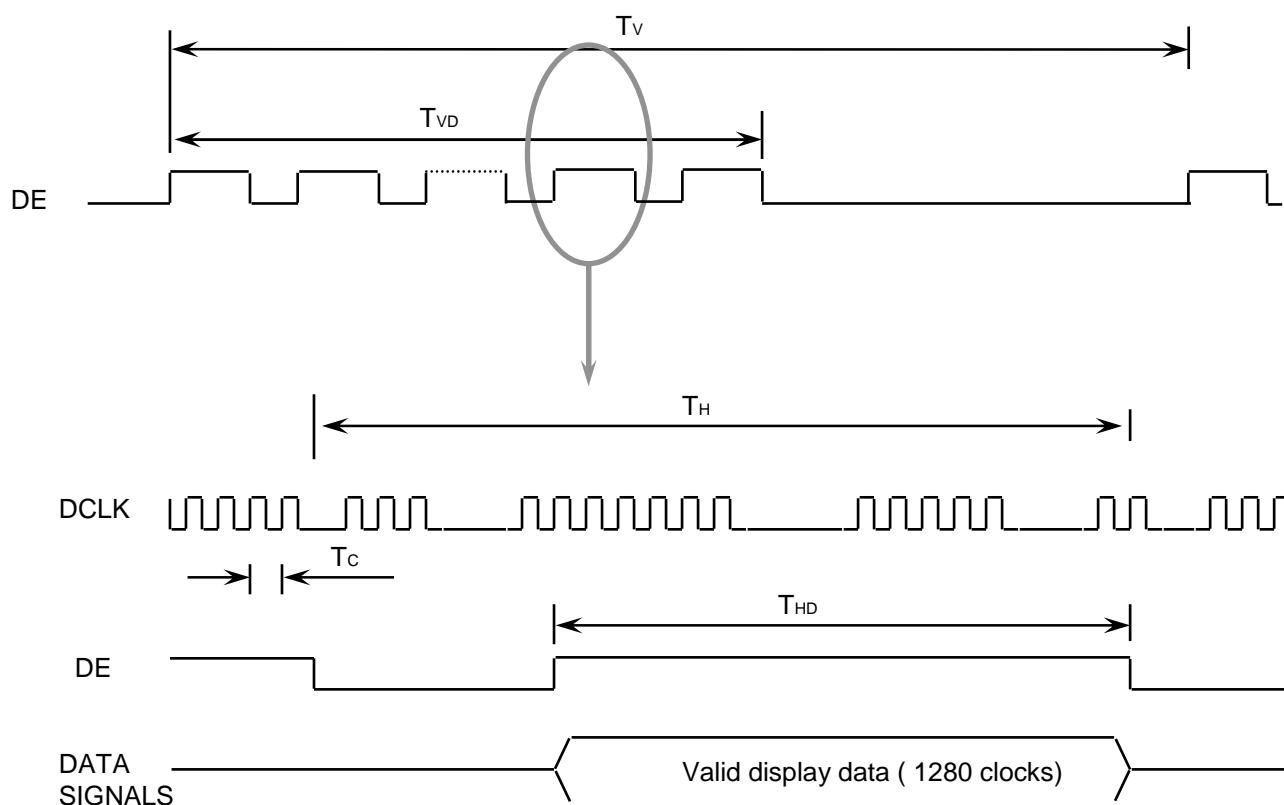 TV
TVD
DE
TH
DCLK
TC
THD
DE
Valid display data ( 1280 clocks)
DATA
SIGNALS